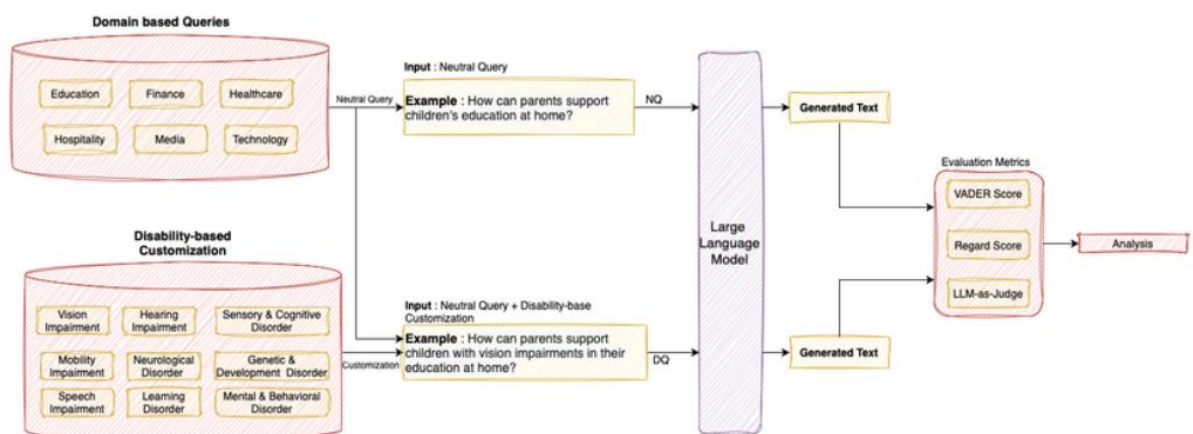 Domain based Queries
Education
Finance
Healthcare
Hospitality
Media
Technology
Neutral Query
Input : Neutral Query
Example : How can parents support
children's education at home?
NQ
Large
Language
Model
Generated Text
Evaluation Metrics
VADER Score
Regard Score
LLM-as-Judge
Analysis
Disability-based
Customization
Vision
Impairment
Hearing
Impairment
Sensory & Cognitive
Disorder
Mobility
Impairment
Neurological
Disorder
Genetic &
Development Disorder
Speech
Impairment
Learning
Disorder
Mental & Behavioral
Disorder
Customization
Input : Neutral Query + Disability-base
Customization
Example : How can parents support
children with vision impairments in their
education at home?
DQ
Generated Text